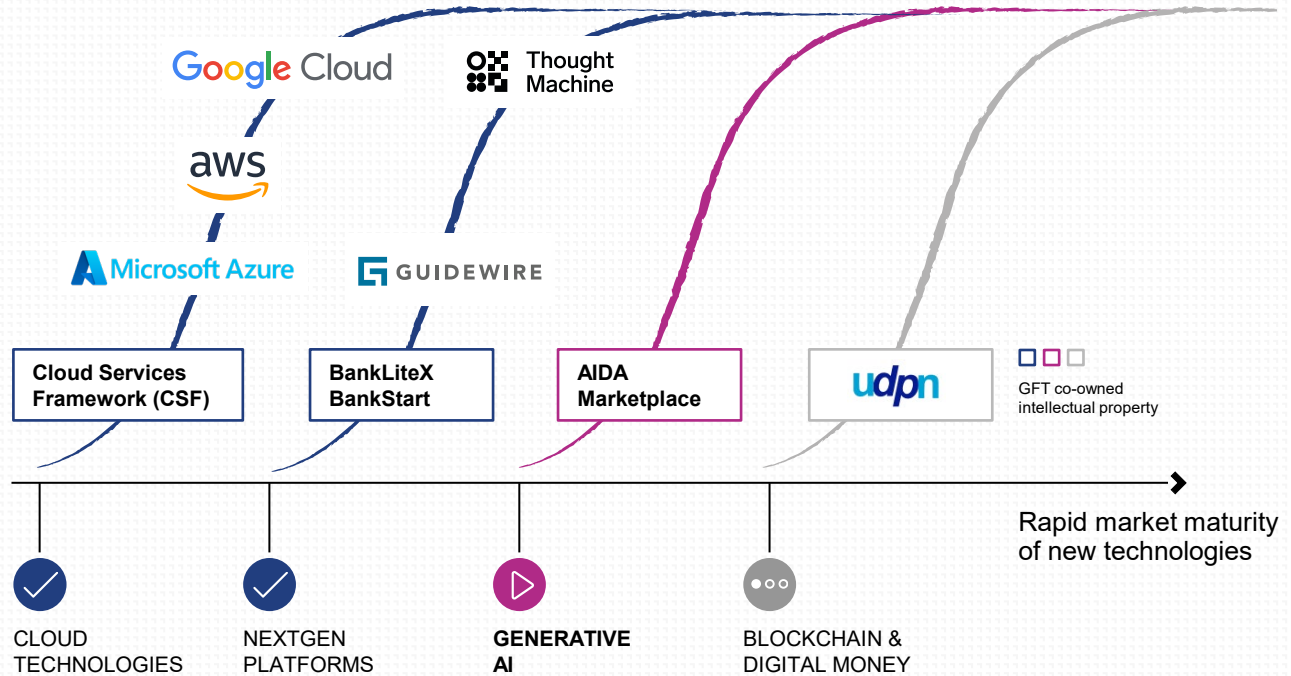 Google Cloud
Thought
Machine
aws
Microsoft Azure
GUIDEWIRE
Cloud Services
Framework (CSF)
BankLiteX
BankStart
AIDA
Marketplace
udpn
GFT co-owned
intellectual property
Rapid market maturity
of new technologies
CLOUD
TECHNOLOGIES
NEXTGEN
PLATFORMS
GENERATIVE
AI
BLOCKCHAIN &
DIGITAL MONEY